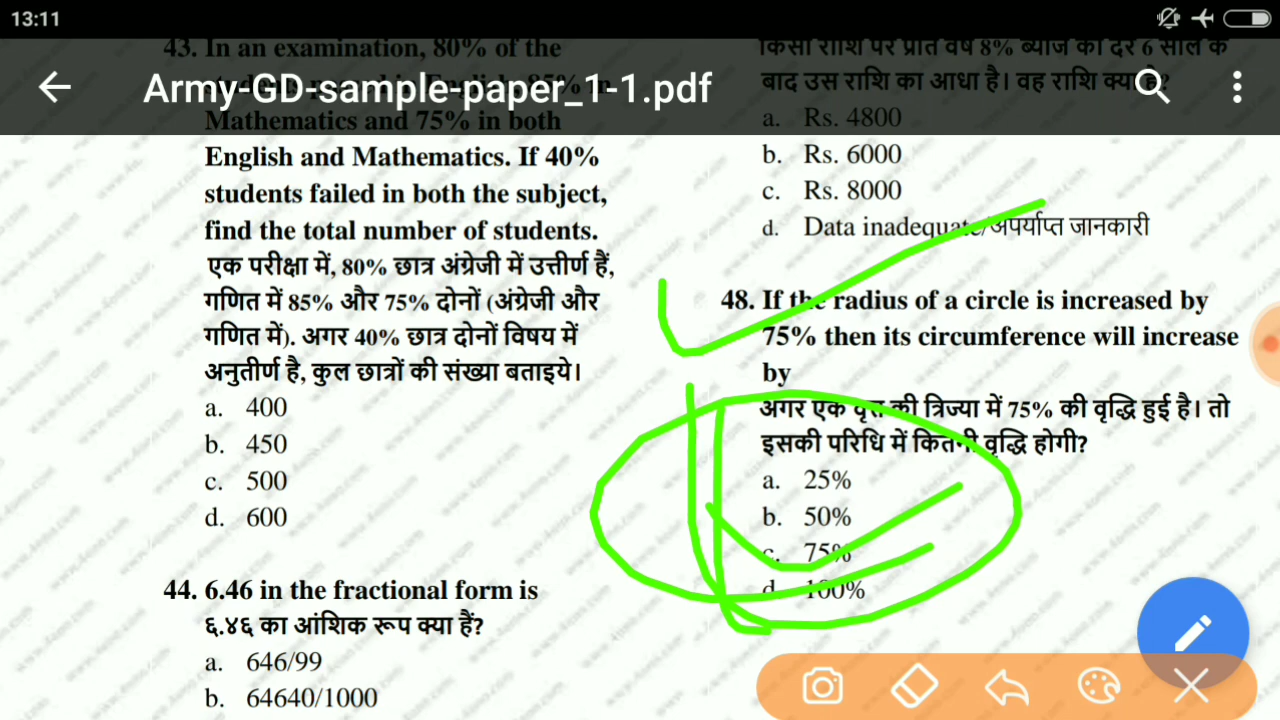 13:11
43. In an examination, 80% of the
Army-GD-sample-paper_1-1.pdf
Mathematics and 75% in both
English and Mathematics. If 40%
students failed in both the subject,
find the total number of students.
एक परीक्षा में, 80% छात्र अंग्रेजी में उत्तीर्ण हैं,
गणित में 85% और 75% दोनों (अंग्रेजी और
गणित में). अगर 40% छात्र दोनों विषय में
अनुतीर्ण है, कुल छात्रों की संख्या बताइये।
a. 400
b. 450
c. 500
d. 600
44. 6.46 in the fractional form is
६.४६ का आंशिक रूप क्या हैं?
a. 646/99
b. 64640/1000
किसी राशि पर प्रति वर्ष 8% ब्याज की दर 6 साल के
बाद उस राशि का आधा है। वह राशि क्या है?
a. Rs. 4800
b. Rs. 6000
c. Rs. 8000
d. Data inadequate/अपर्याप्त जानकारी
48. If the radius of a circle is increased by
75% then its circumference will increase
by
अगर एक वृत्त की त्रिज्या में 75% की वृद्धि हुई है। तो
इसकी परिधि में कितनी वृद्धि होगी?
a. 25%
b. 50%
c. 75%
d. 100%